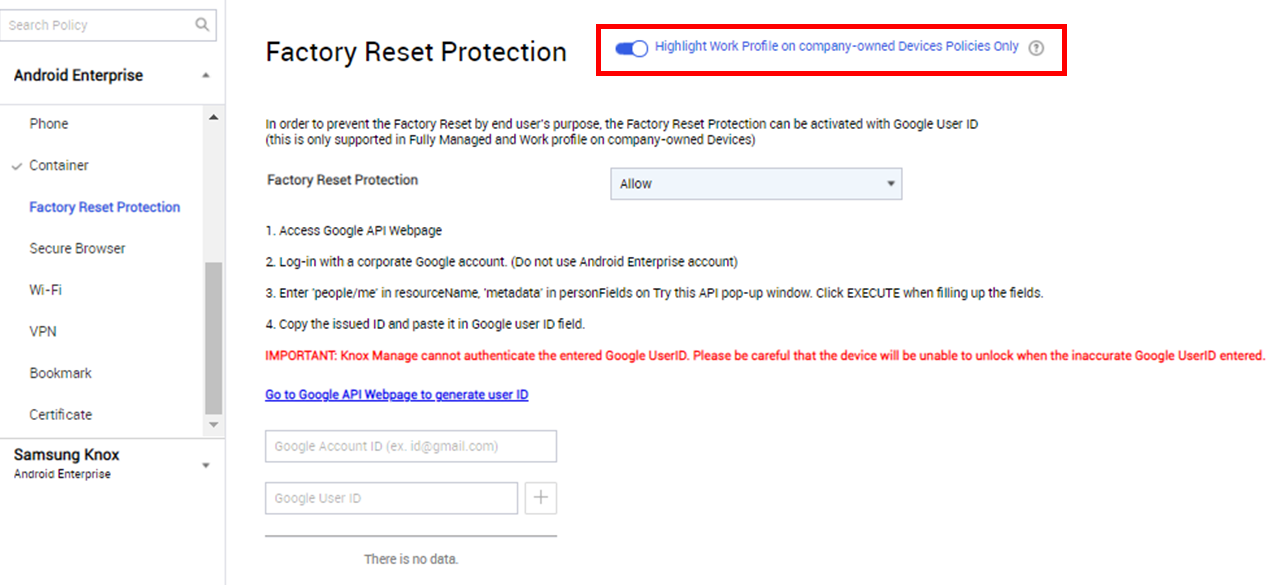 Search Policy
Android Enterprise
Phone
Container
Factory Reset Protection
Secure Browser
Wi-Fi
VPN
Bookmark
Certificate
Samsung Knox
Android Enterprise
Factory Reset Protection
Highlight Work Profile on company-owned Devices Policies Only
In order to prevent the Factory Reset by end user's purpose, the Factory Reset Protection can be activated with Google User ID
(this is only supported in Fully Managed and Work profile on company-owned Devices)
Factory Reset Protection
Allow
1. Access Google API Webpage
2. Log-in with a corporate Google account. (Do not use Android Enterprise account)
3. Enter 'people/me' in resourceName, 'metadata' in personFields on Try this API pop-up window. Click EXECUTE when filling up the fields.
4. Copy the issued ID and paste it in Google user ID field.
IMPORTANT: Knox Manage cannot authenticate the entered Google UserID. Please be careful that the device will be unable to unlock when the inaccurate Google UserID entered.
Go to Google API Webpage to generate user ID
Google Account ID (ex. id@gmail.com)
Google User ID
There is no data.